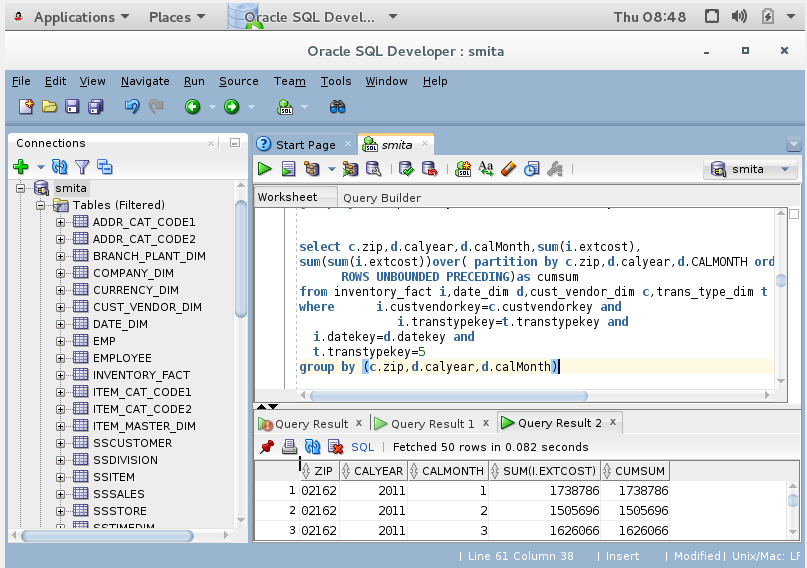 Applications Places Oracle SQL Devel... Thu 08:48
Oracle SQL Developer : smita
File Edit View Navigate Run Source Team Tools Window Help
Connections
smita
Tables (Filtered)
ADDR_CAT_CODE1
ADDR_CAT_CODE2
BRANCH_PLANT_DIM
COMPANY_DIM
CURRENCY_DIM
CUST_VENDOR_DIM
DATE_DIM
EMP
EMPLOYEE
INVENTORY_FACT
ITEM_CAT_CODE1
ITEM_CAT_CODE2
ITEM_MASTER_DIM
SSCUSTOMER
SSDIVISION
SSITEM
SSSALES
SSSTORE
SSTIMEDIM
Start Page smita
smita
Worksheet Query Builder
select c.zip,d.calyear,d.calMonth,sum(i.extcost),
sum(sum(i.extcost))over( partition by c.zip,d.calyear,d.CALMONTH ord
ROWS UNBOUNDED PRECEDING)as cumsum
from inventory_fact i,date_dim d,cust_vendor_dim c,trans_type_dim t
where i.custvendorkey=c.custvendorkey and
i.transtypekey=t.transtypekey and
i.datekey=d.datekey and
t.transtypekey=5
group by (c.zip,d.calyear,d.calMonth)
Query Result Query Result 1 Query Result 2
SQL Fetched 50 rows in 0.082 seconds
ZIP CALYEAR CALMONTH SUM(I.EXTCOST) CUMSUM
1 02162 2011 1 1738786 1738786
2 02162 2011 2 1505696 1505696
3 02162 2011 3 1626066 1626066
Line 61 Column 38 Insert Modified Unix/Mac: LF